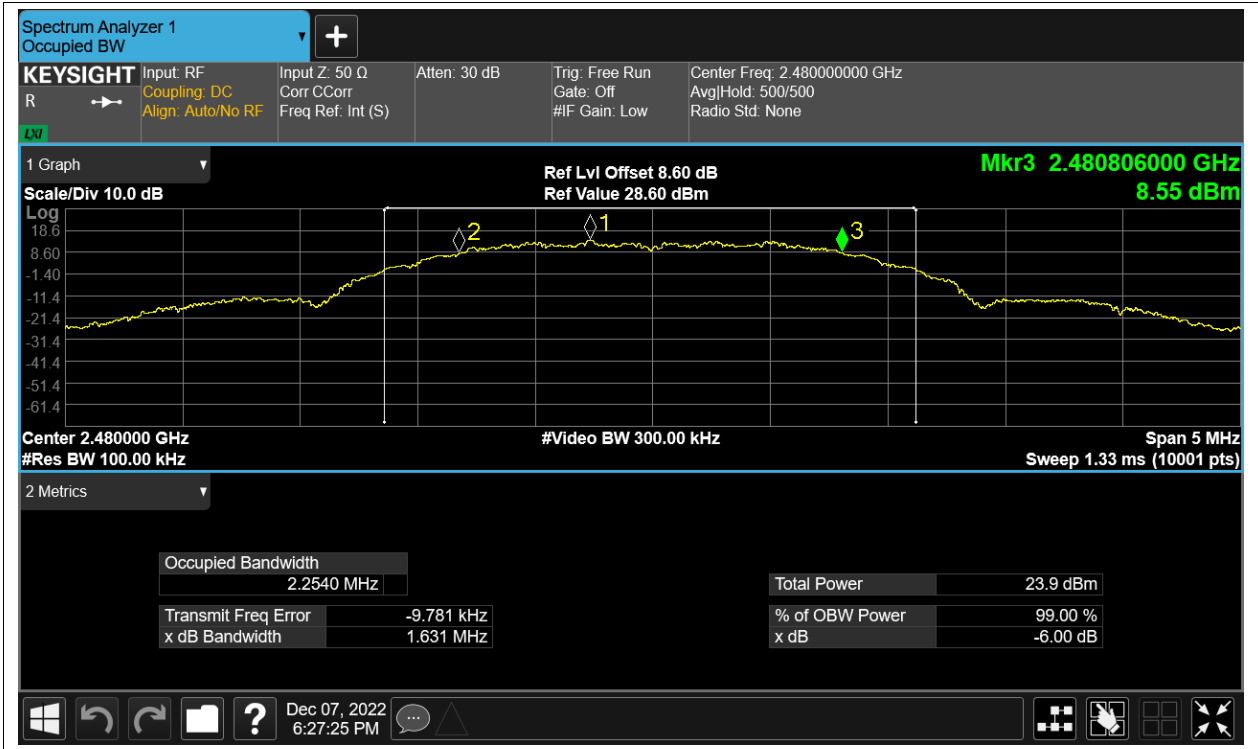 Spectrum Analyzer 1
Occupied BW
▼
+
KEYSIGHT Input: RF Input Z: 50 Ω Atten: 30 dB Trig: Free Run Center Freq: 2.480000000 GHz
R Coupling: DC Corr CCorr Gate: Off Avg|Hold: 500/500
Align: Auto/No RF Freq Ref: Int (S) #IF Gain: Low Radio Std: None
LXI
1 Graph ▼ Ref Lvl Offset 8.60 dB Mkr3 2.480806000 GHz
Scale/Div 10.0 dB Ref Value 28.60 dBm 8.55 dBm
Log
18.6
8.60
-1.40
-11.4
-21.4
-31.4
-41.4
-51.4
-61.4
2
1
3
Center 2.480000 GHz #Video BW 300.00 kHz Span 5 MHz
#Res BW 100.00 kHz Sweep 1.33 ms (10001 pts)
2 Metrics ▼
Occupied Bandwidth
2.2540 MHz Total Power 23.9 dBm
Transmit Freq Error -9.781 kHz % of OBW Power 99.00 %
x dB Bandwidth 1.631 MHz x dB -6.00 dB
? Dec 07, 2022
6:27:25 PM